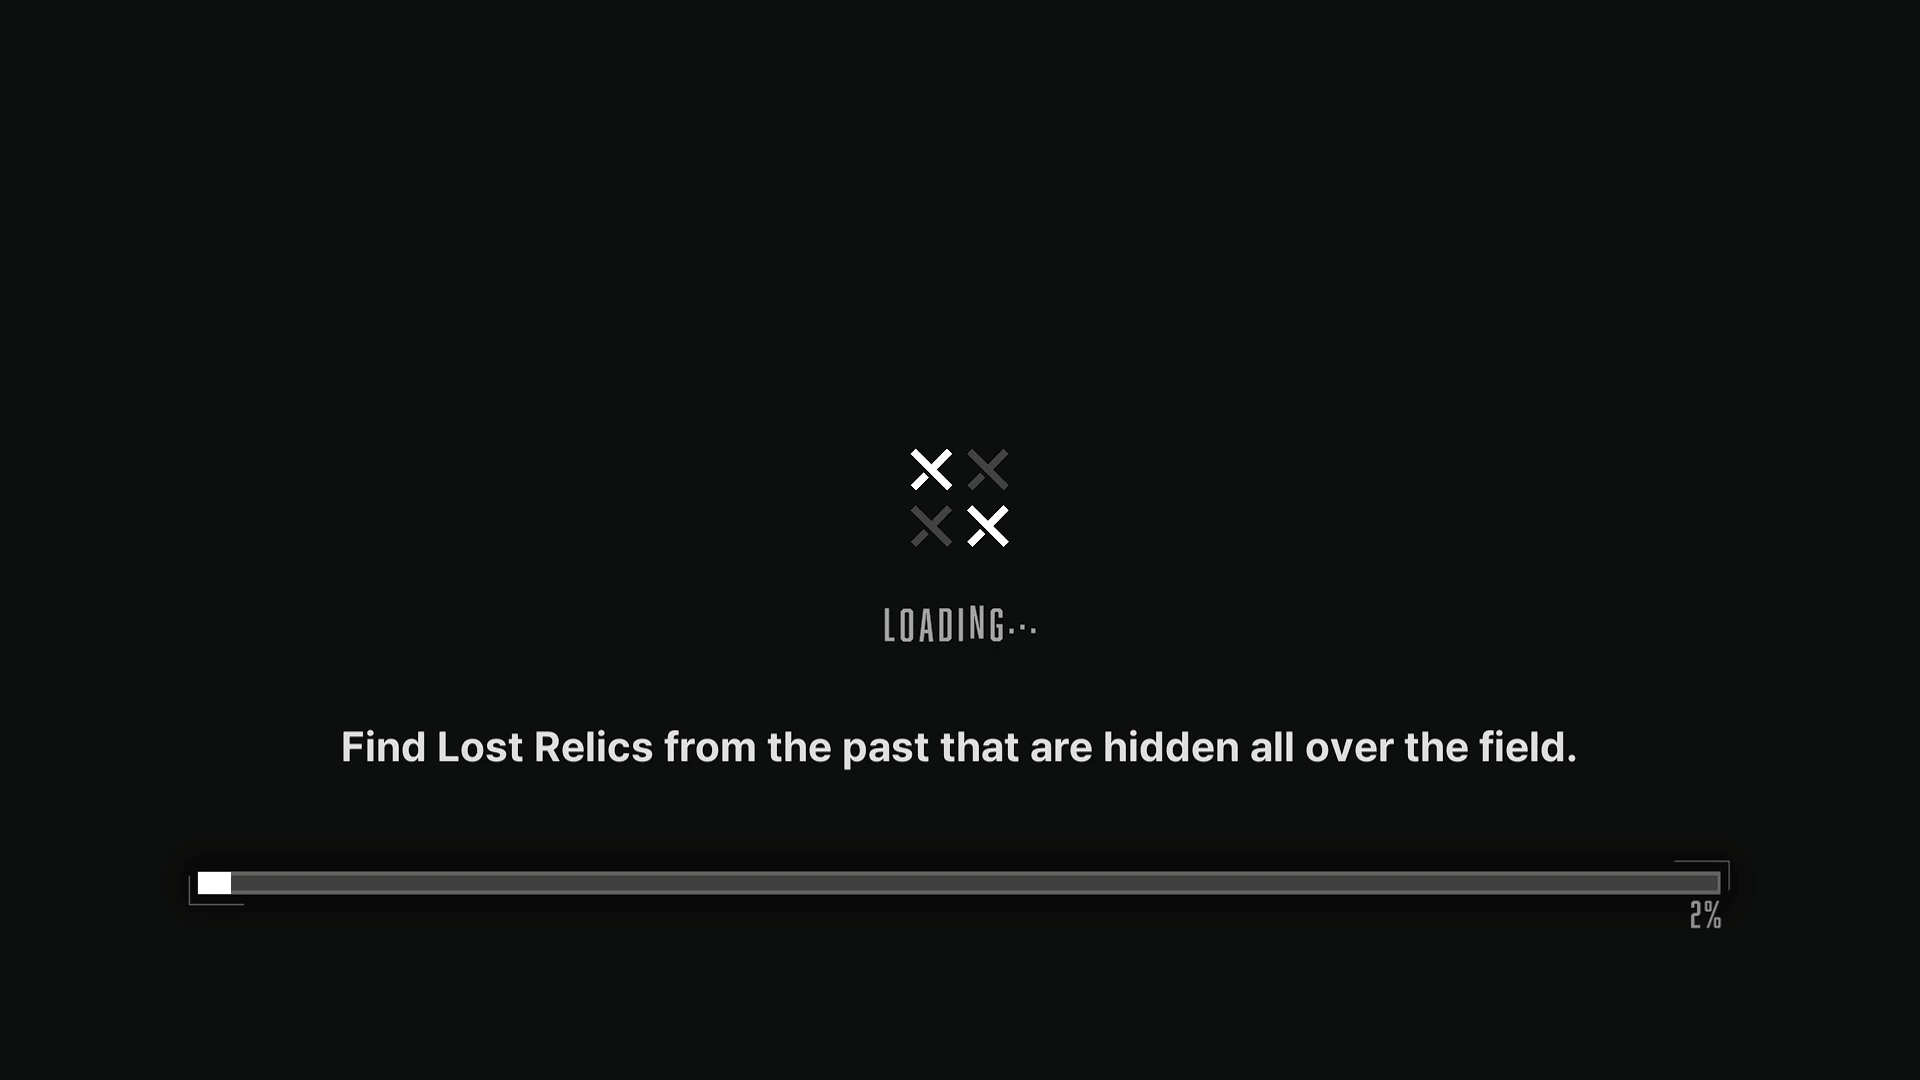 LOADING...
Find Lost Relics from the past that are hidden all over the field.
2%